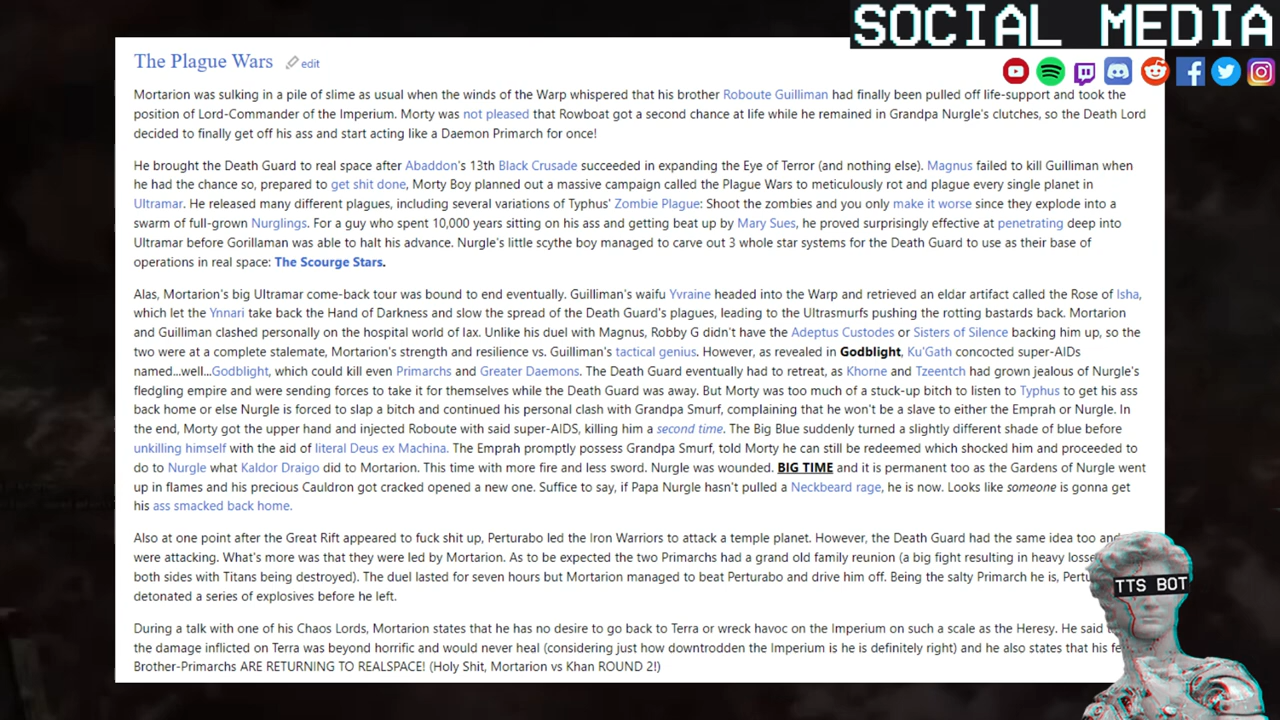 SOCIAL MEDIA
The Plague Wars edit
Mortarion was sulking in a pile of slime as usual when the winds of the Warp whispered that his brother Roboute Guilliman had finally been pulled off life-support and took the
position of Lord-Commander of the Imperium. Morty was not pleased that Rowboat got a second chance at life while he remained in Grandpa Nurgle's clutches, so the Death Lord
decided to finally get off his ass and start acting like a Daemon Primarch for once!
He brought the Death Guard to real space after Abaddon's 13th Black Crusade succeeded in expanding the Eye of Terror (and nothing else). Magnus failed to kill Guilliman when
he had the chance so, prepared to get shit done, Morty Boy planned out a massive campaign called the Plague Wars to meticulously rot and plague every single planet in
Ultramar. He released many different plagues, including several variations of Typhus' Zombie Plague: Shoot the zombies and you only make it worse since they explode into a
swarm of full-grown Nurglings. For a guy who spent 10,000 years sitting on his ass and getting beat up by Mary Sues, he proved surprisingly effective at penetrating deep into
Ultramar before Gorillaman was able to halt his advance. Nurgle's little scythe boy managed to carve out 3 whole star systems for the Death Guard to use as their base of
operations in real space: The Scourge Stars.
Alas, Mortarion's big Ultramar come-back tour was bound to end eventually. Guilliman's waifu Yvraine headed into the Warp and retrieved an eldar artifact called the Rose of Isha,
which let the Ynnari take back the Hand of Darkness and slow the spread of the Death Guard's plagues, leading to the Ultrasmurfs pushing the rotting bastards back. Mortarion
and Guilliman clashed personally on the hospital world of Iax. Unlike his duel with Magnus, Robby G didn't have the Adeptus Custodes or Sisters of Silence backing him up, so the
two were at a complete stalemate, Mortarion's strength and resilience vs. Guilliman's tactical genius. However, as revealed in Godblight, Ku'Gath concocted super-AIDs
named...well...Godblight, which could kill even Primarchs and Greater Daemons. The Death Guard eventually had to retreat, as Khorne and Tzeentch had grown jealous of Nurgle's
fledgling empire and were sending forces to take it for themselves while the Death Guard was away. But Morty was too much of a stuck-up bitch to listen to Typhus to get his ass
back home or else Nurgle is forced to slap a bitch and continued his personal clash with Grandpa Smurf, complaining that he won't be a slave to either the Emprah or Nurgle. In
the end, Morty got the upper hand and injected Roboute with said super-AIDS, killing him a second time. The Big Blue suddenly turned a slightly different shade of blue before
unkilling himself with the aid of literal Deus ex Machina. The Emprah promptly possess Grandpa Smurf, told Morty he can still be redeemed which shocked him and proceeded to
do to Nurgle what Kaldor Draigo did to Mortarion. This time with more fire and less sword. Nurgle was wounded. BIG TIME and it is permanent too as the Gardens of Nurgle went
up in flames and his precious Cauldron got cracked opened a new one. Suffice to say, if Papa Nurgle hasn't pulled a Neckbeard rage, he is now. Looks like someone is gonna get
his ass smacked back home.
Also at one point after the Great Rift appeared to fuck shit up, Perturabo led the Iron Warriors to attack a temple planet. However, the Death Guard had the same idea too and
were attacking. What's more was that they were led by Mortarion. As to be expected the two Primarchs had a grand old family reunion (a big fight resulting in heavy losses
both sides with Titans being destroyed). The duel lasted for seven hours but Mortarion managed to beat Perturabo and drive him off. Being the salty Primarch he is,
detonated a series of explosives before he left.
During a talk with one of his Chaos Lords, Mortarion states that he has no desire to go back to Terra or wreck havoc on the Imperium on such a scale as the Heresy. He said
the damage inflicted on Terra was beyond horrific and would never heal (considering just how downtrodden the Imperium is he is definitely right) and he also states that his
Brother-Primarchs ARE RETURNING TO REALSPACE! (Holy Shit, Mortarion vs Khan ROUND 2!)
TTS BOT